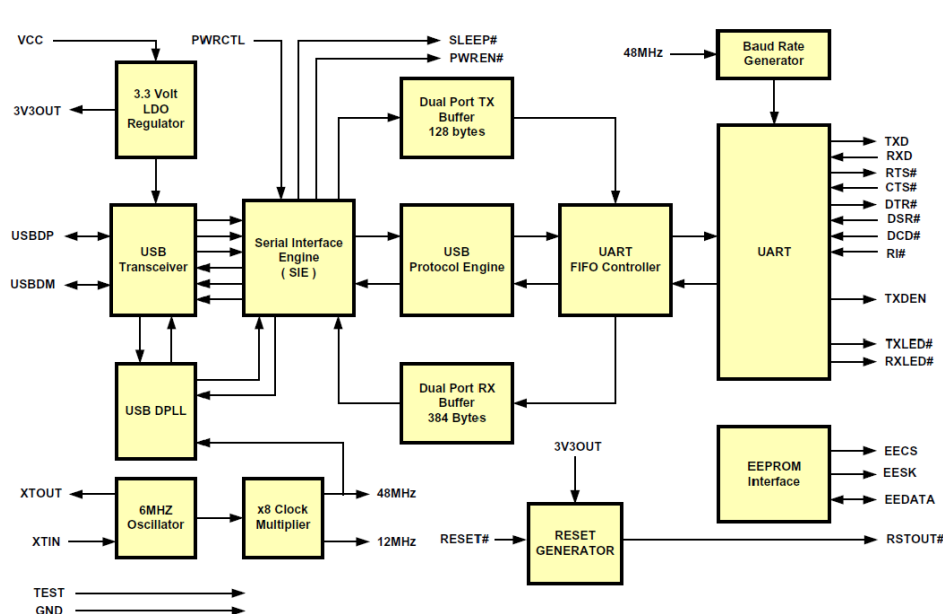 VCC
PWRCTL
SLEEP#
PWREN#
48MHz
Baud Rate
Generator
3.3 Volt
LDO
Regulator
3V3OUT
Dual Port TX
Buffer
128 bytes
TXD
RXD
RTS#
CTS#
DTR#
DSR#
DCD#
RI#
TXDEN
TXLED#
RXLED#
USBDP
USBDM
USB
Transceiver
Serial Interface
Engine
( SIE )
USB
Protocol Engine
UART
FIFO Controller
UART
USB DPLL
Dual Port RX
Buffer
384 Bytes
3V3OUT
EEPROM
Interface
EECS
EESK
EEDATA
XTOUT
XTIN
6MHZ
Oscillator
x8 Clock
Multiplier
48MHz
12MHz
RESET#
RESET
GENERATOR
RSTOUT#
TEST
GND